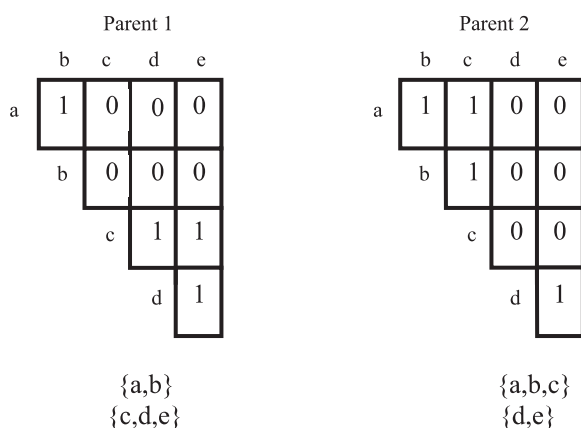 Parent 1
b c d e
a 1 0 0 0
b 0 0 0
c 1 1
d 1
{a,b}
{c,d,e}
Parent 2
b c d e
a 1 1 0 0
b 1 0 0
c 0 0
d 1
{a,b,c}
{d,e}